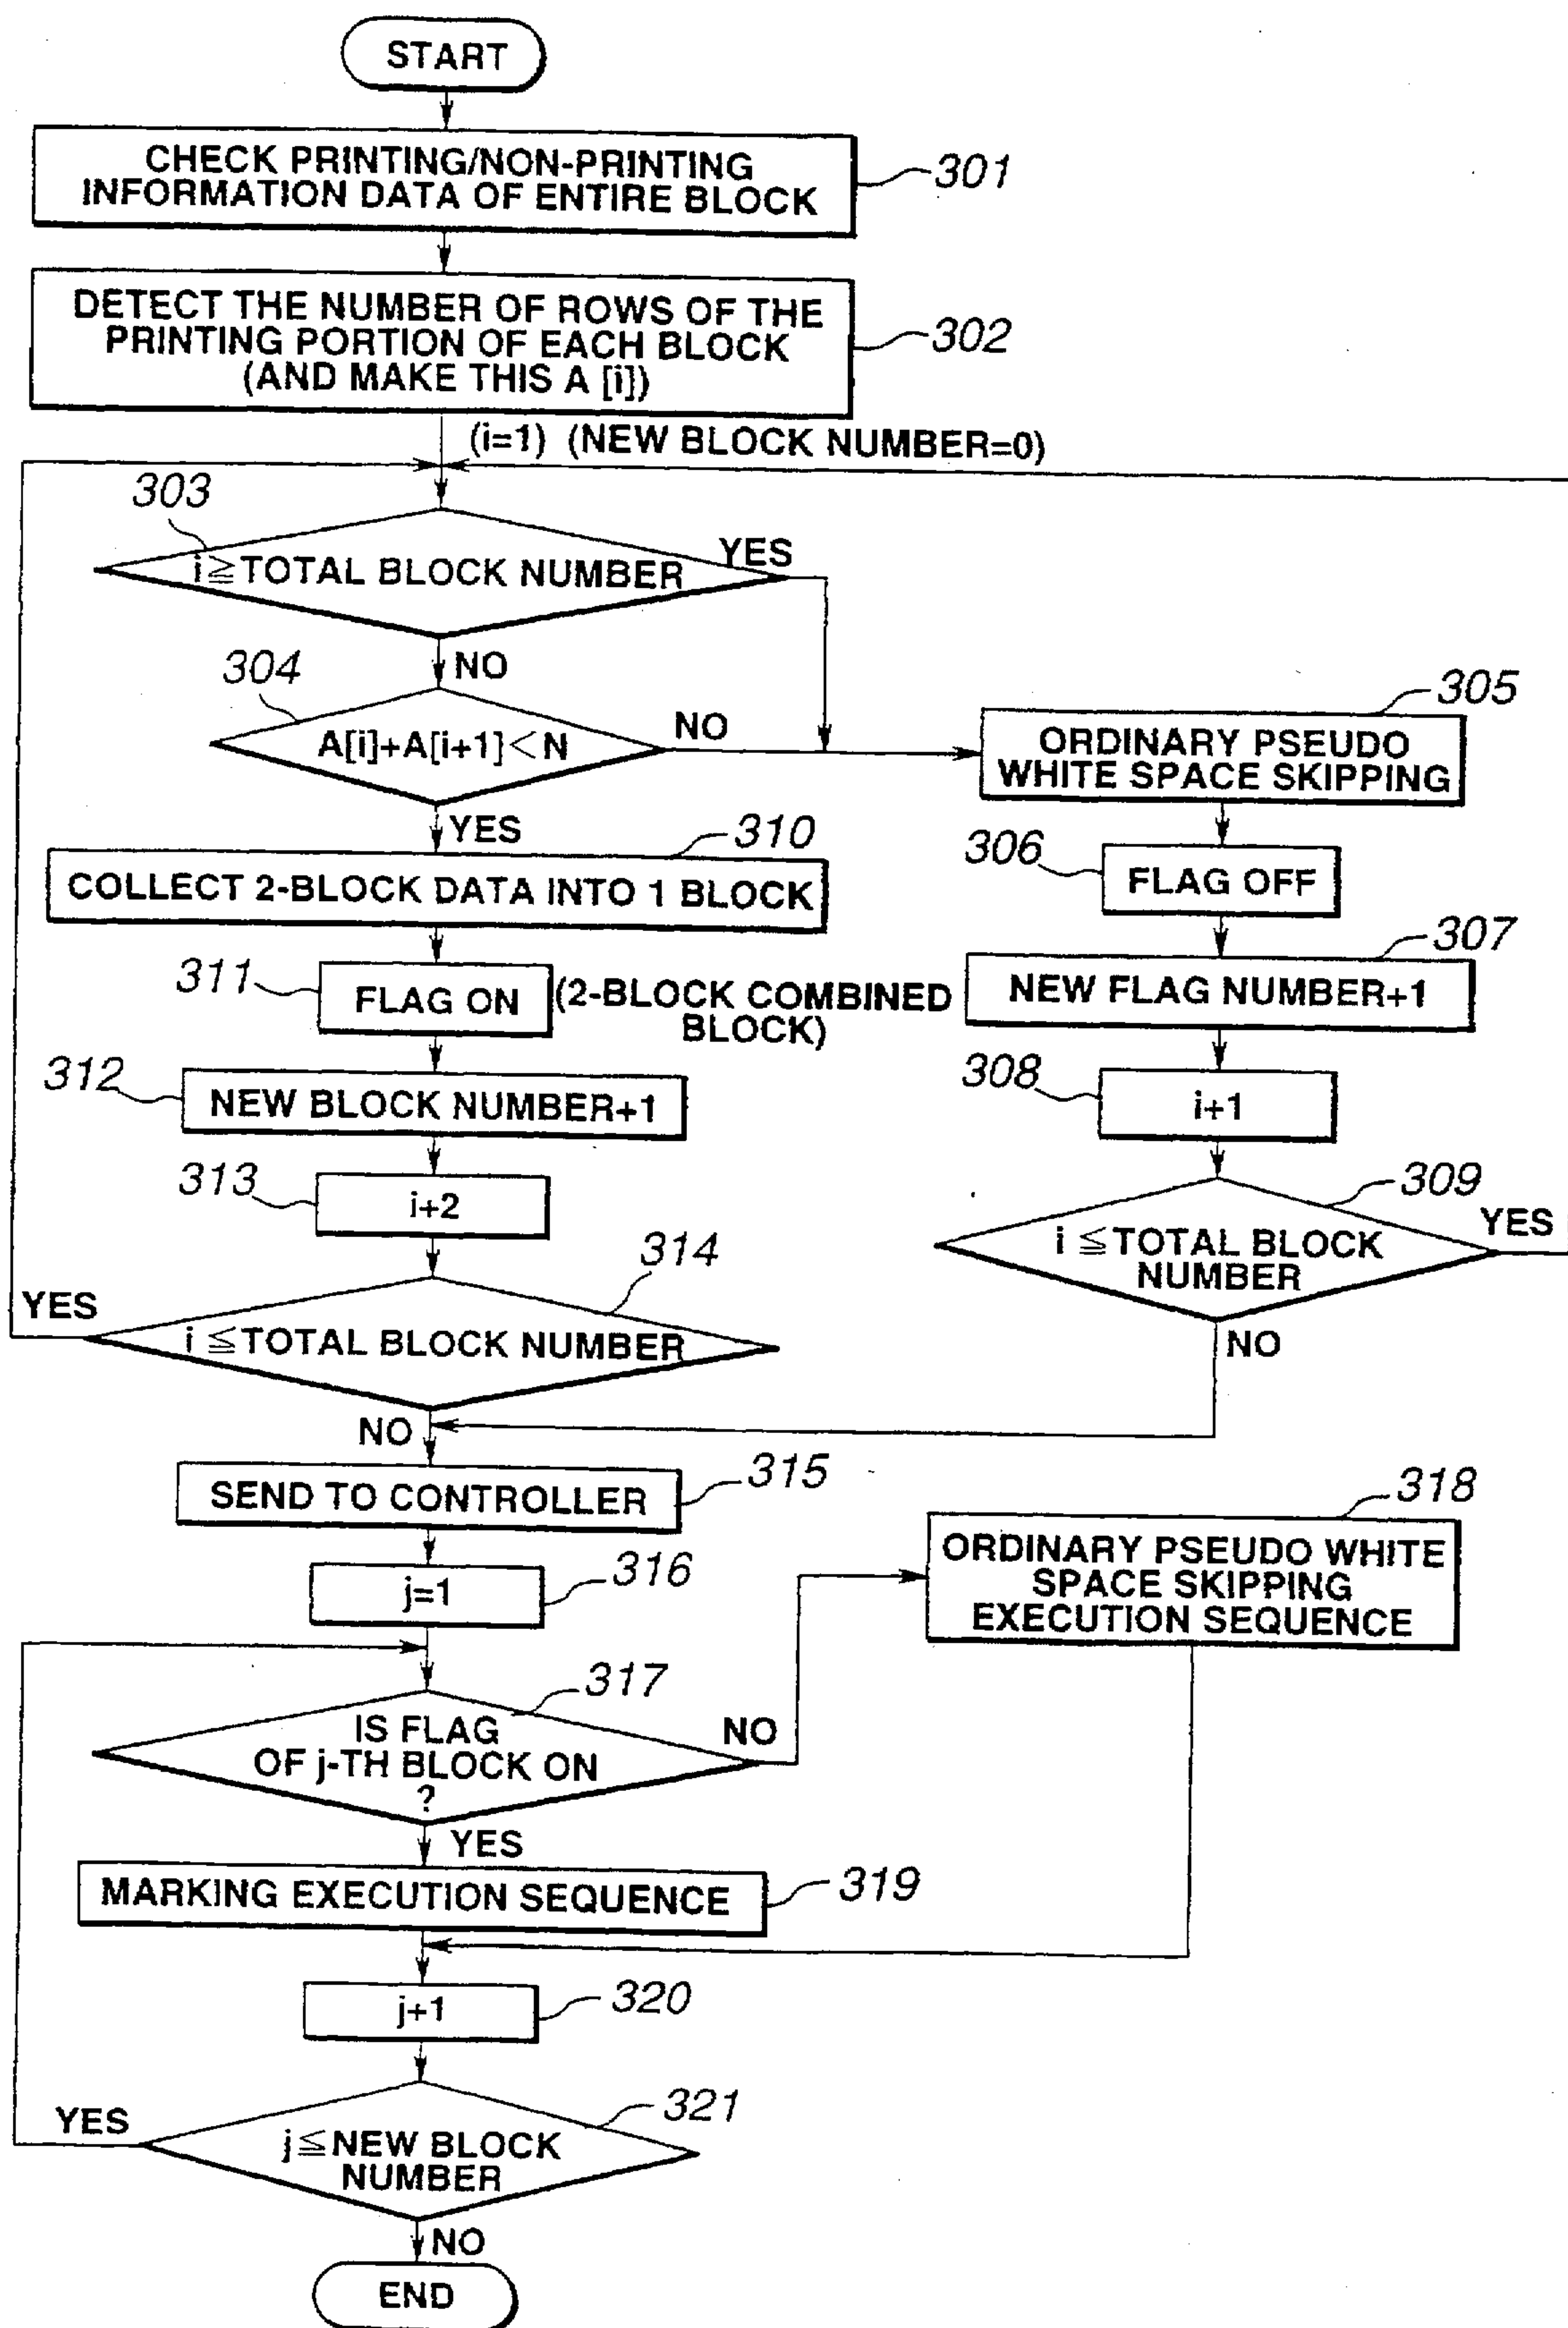 START
CHECK PRINTING/NON-PRINTING
INFORMATION DATA OF ENTIRE BLOCK
301
DETECT THE NUMBER OF ROWS OF THE
PRINTING PORTION OF EACH BLOCK
(AND MAKE THIS A [i])
302
(i=1) (NEW BLOCK NUMBER=0)
303
i≧TOTAL BLOCK NUMBER
YES
NO
304
A[i]+A[i+1]<N
NO
YES
305
ORDINARY PSEUDO
WHITE SPACE SKIPPING
306
FLAG OFF
307
NEW FLAG NUMBER+1
308
i+1
309
i ≦TOTAL BLOCK
NUMBER
YES
NO
310
COLLECT 2-BLOCK DATA INTO 1 BLOCK
311
FLAG ON
(2-BLOCK COMBINED
BLOCK)
312
NEW BLOCK NUMBER+1
313
i+2
314
YES
i ≦TOTAL BLOCK NUMBER
NO
315
SEND TO CONTROLLER
316
j=1
317
IS FLAG
OF j-TH BLOCK ON
?
NO
YES
318
ORDINARY PSEUDO WHITE
SPACE SKIPPING
EXECUTION SEQUENCE
MARKING EXECUTION SEQUENCE
319
j+1
320
321
YES
j≦NEW BLOCK
NUMBER
NO
END